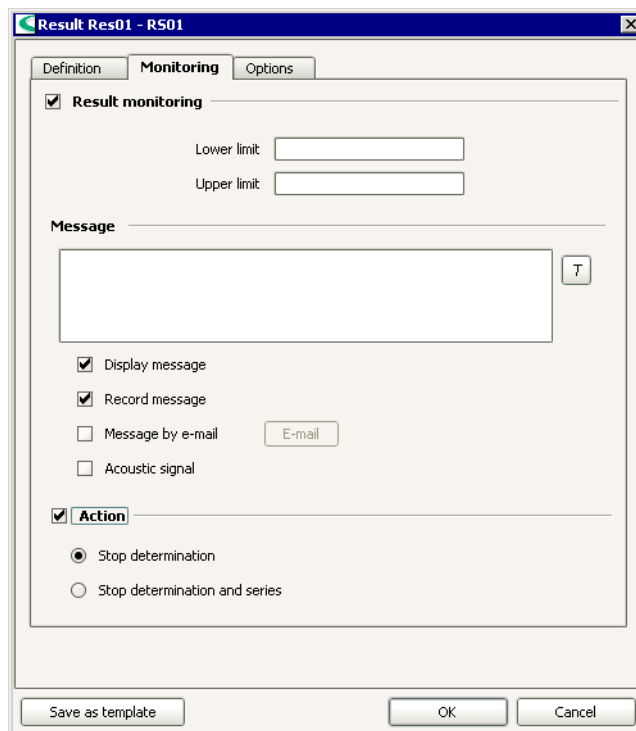 Result Res01 - RS01
Definition
Monitoring
Options
Result monitoring
Lower limit
Upper limit
Message
T
Display message
Record message
Message by e-mail
E-mail
Acoustic signal
Action
Stop determination
Stop determination and series
Save as template
OK
Cancel